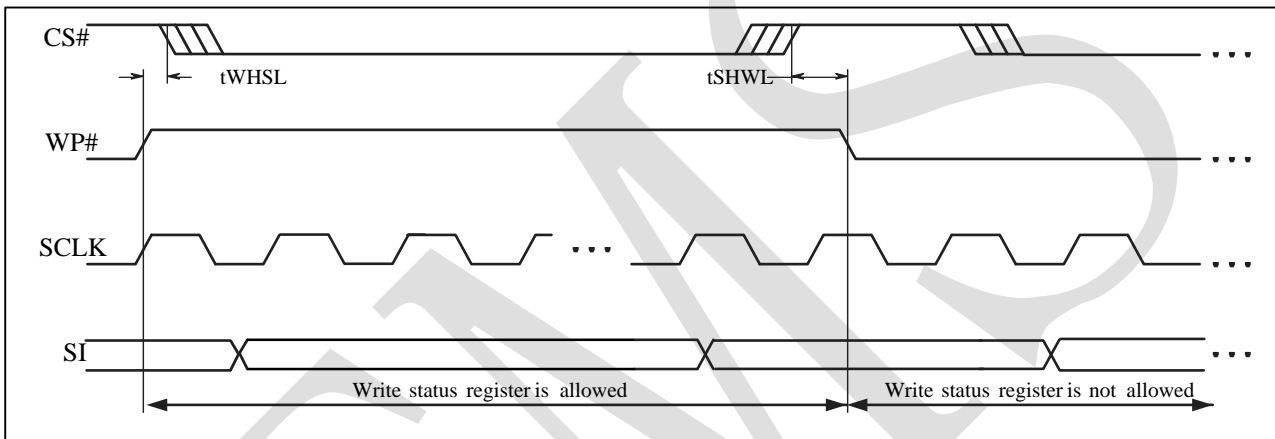 CS#
tWHSL
tSHWL
WP#
SCLK
SI
Write status register is allowed
Write status register is not allowed